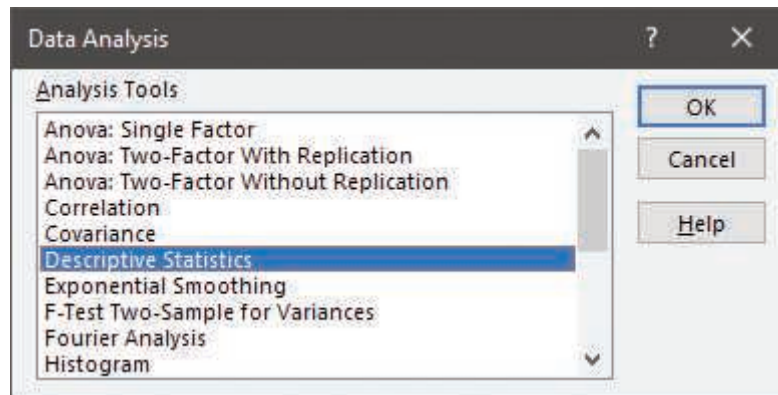 Data Analysis ? ×
Analysis Tools
Anova: Single Factor
Anova: Two-Factor With Replication
Anova: Two-Factor Without Replication
Correlation
Covariance
Descriptive Statistics
Exponential Smoothing
F-Test Two-Sample for Variances
Fourier Analysis
Histogram
OK
Cancel
Help